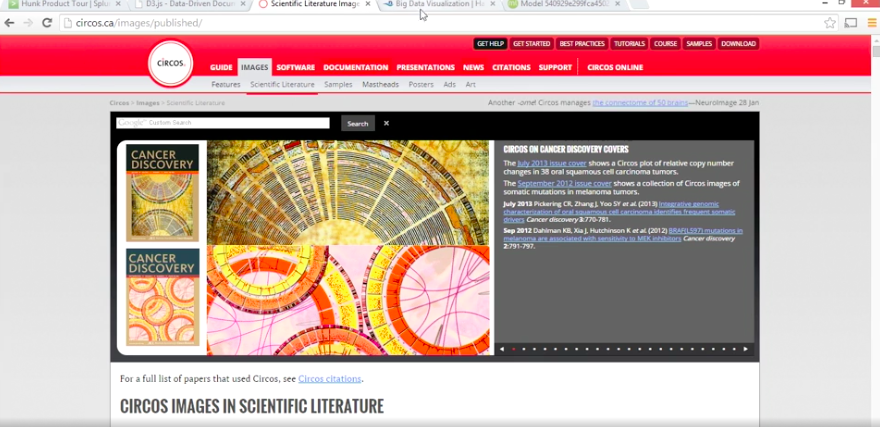 Hunk Product Tour | Splu
D3.js - Data-Driven Docum
Scientific Literature Image
Big Data Visualization | H
Model 540929e299fca450
circos.ca/images/published/
GET HELP GET STARTED BEST PRACTICES TUTORIALS COURSE SAMPLES DOWNLOAD
CIRCOS.
GUIDE IMAGES SOFTWARE DOCUMENTATION PRESENTATIONS NEWS CITATIONS SUPPORT CIRCOS ONLINE
Features Scientific Literature Samples Mastheads Posters Ads Art
Circos > Images > Scientific Literature
Another -ome! Circos manages the connectome of 50 brains—NeuroImage 28 Jan
Google Custom Search
Search
CANCER
DISCOVERY
CANCER
DISCOVERY
CIRCOS ON CANCER DISCOVERY COVERS
The July 2013 issue cover shows a Circos plot of relative copy number
changes in 38 oral squamous cell carcinoma tumors.
The September 2012 issue cover shows a collection of Circos images of
somatic mutations in melanoma tumors.
July 2013 Pickering CR, Zhang J, Yoo SY et al. (2013) Integrative genomic
characterization of oral squamous cell carcinoma identifies frequent somatic
drivers Cancer discovery 3:770-781.
Sep 2012 Dahlman KB, Xia J, Hutchinson K et al. (2012) BRAF(L597) mutations in
melanoma are associated with sensitivity to MEK inhibitors Cancer discovery
2:791-797.
For a full list of papers that used Circos, see Circos citations.
CIRCOS IMAGES IN SCIENTIFIC LITERATURE